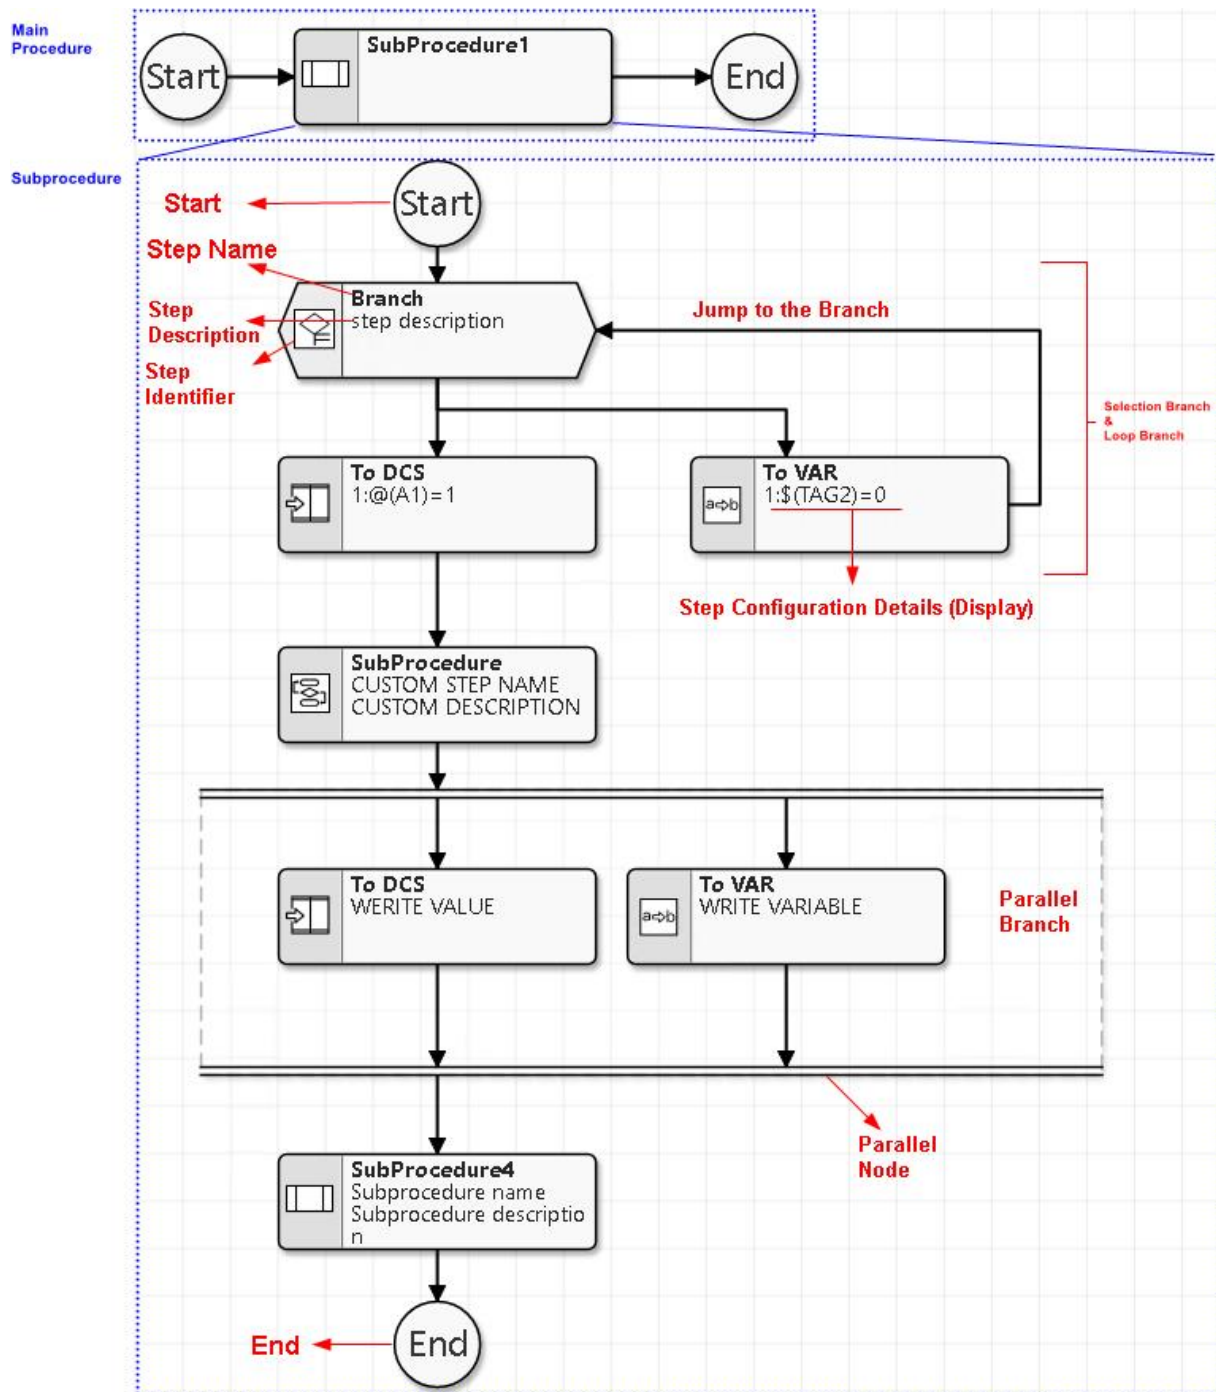 Main
Procedure
Start
SubProcedure1
End
Subprocedure
Start
Start
Step Name
Branch
step description
Step
Description
Step
Identifier
Jump to the Branch
Selection Branch
&
Loop Branch
To DCS
1:@(A1)=1
To VAR
a⇨b
1:$(TAG2)=0
Step Configuration Details (Display)
SubProcedure
CUSTOM STEP NAME
CUSTOM DESCRIPTION
To DCS
WERITE VALUE
To VAR
a⇨b
WRITE VARIABLE
Parallel
Branch
Parallel
Node
SubProcedure4
Subprocedure name
Subprocedure descriptio
n
End
End